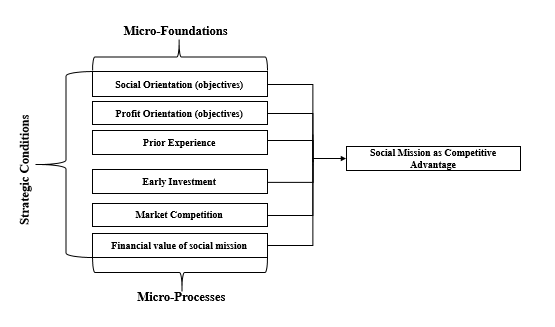 Micro-Foundations
Social Orientation (objectives)
Profit Orientation (objectives)
Prior Experience
Early Investment
Market Competition
Financial value of social mission
Micro-Processes
Strategic Conditions
Social Mission as Competitive
Advantage